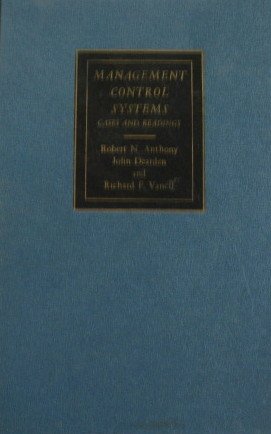 MANAGEMENT
CONTROL
SYSTEMS
CASES AND READINGS
Robert N. Anthony
John Dearden
and
Richard F. Vancil